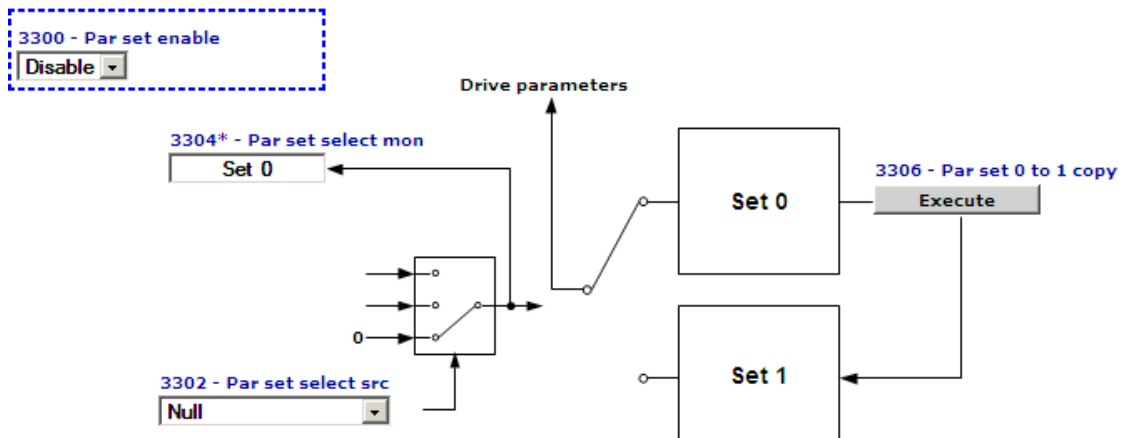 3300 - Par set enable
Disable
Drive parameters
3304* - Par set select mon
Set 0
Set 0
3306 - Par set 0 to 1 copy
Execute
0
3302 - Par set select src
Null
Set 1